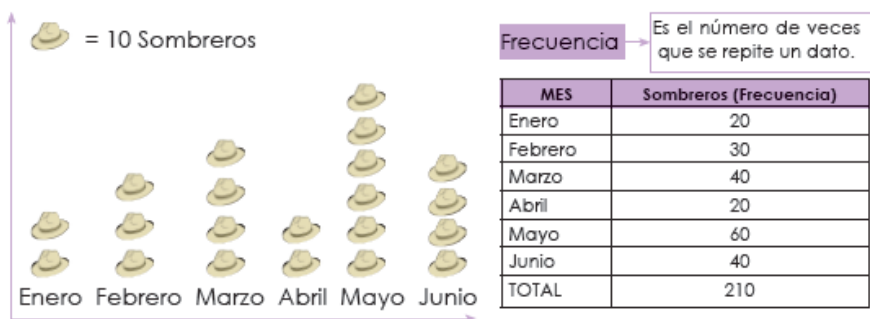 = 10 Sombreros
Enero Febrero Marzo Abril Mayo Junio
Frecuencia
Es el número de veces
que se repite un dato.
MES Sombreros (Frecuencia)
Enero 20
Febrero 30
Marzo 40
Abril 20
Mayo 60
Junio 40
TOTAL 210